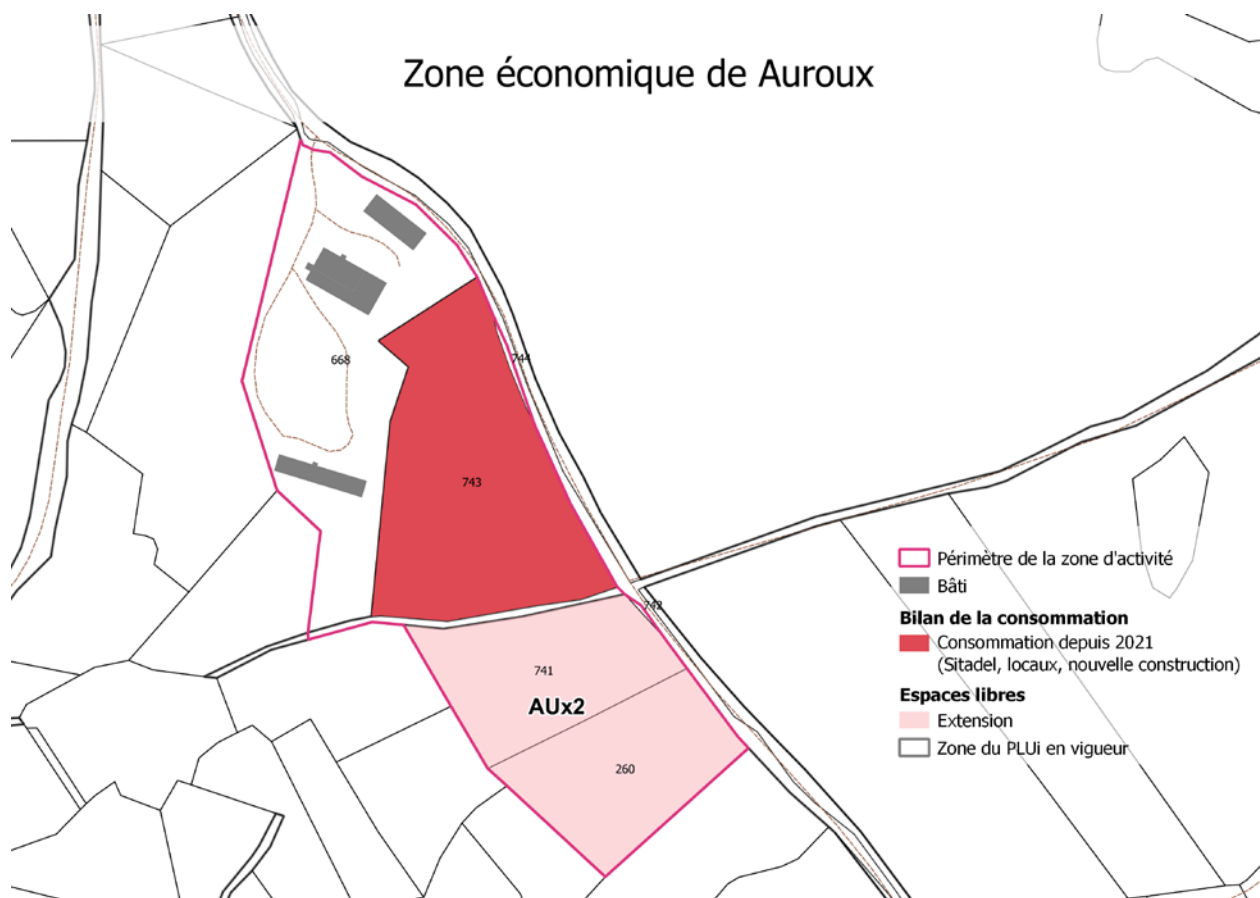 Zone économique de Auroux
668
744
743
742
741
AUx2
260
Périmètre de la zone d'activité
Bâti
Bilan de la consommation
Consommation depuis 2021
(Sitadel, locaux, nouvelle construction)
Espaces libres
Extension
Zone du PLUi en vigueur